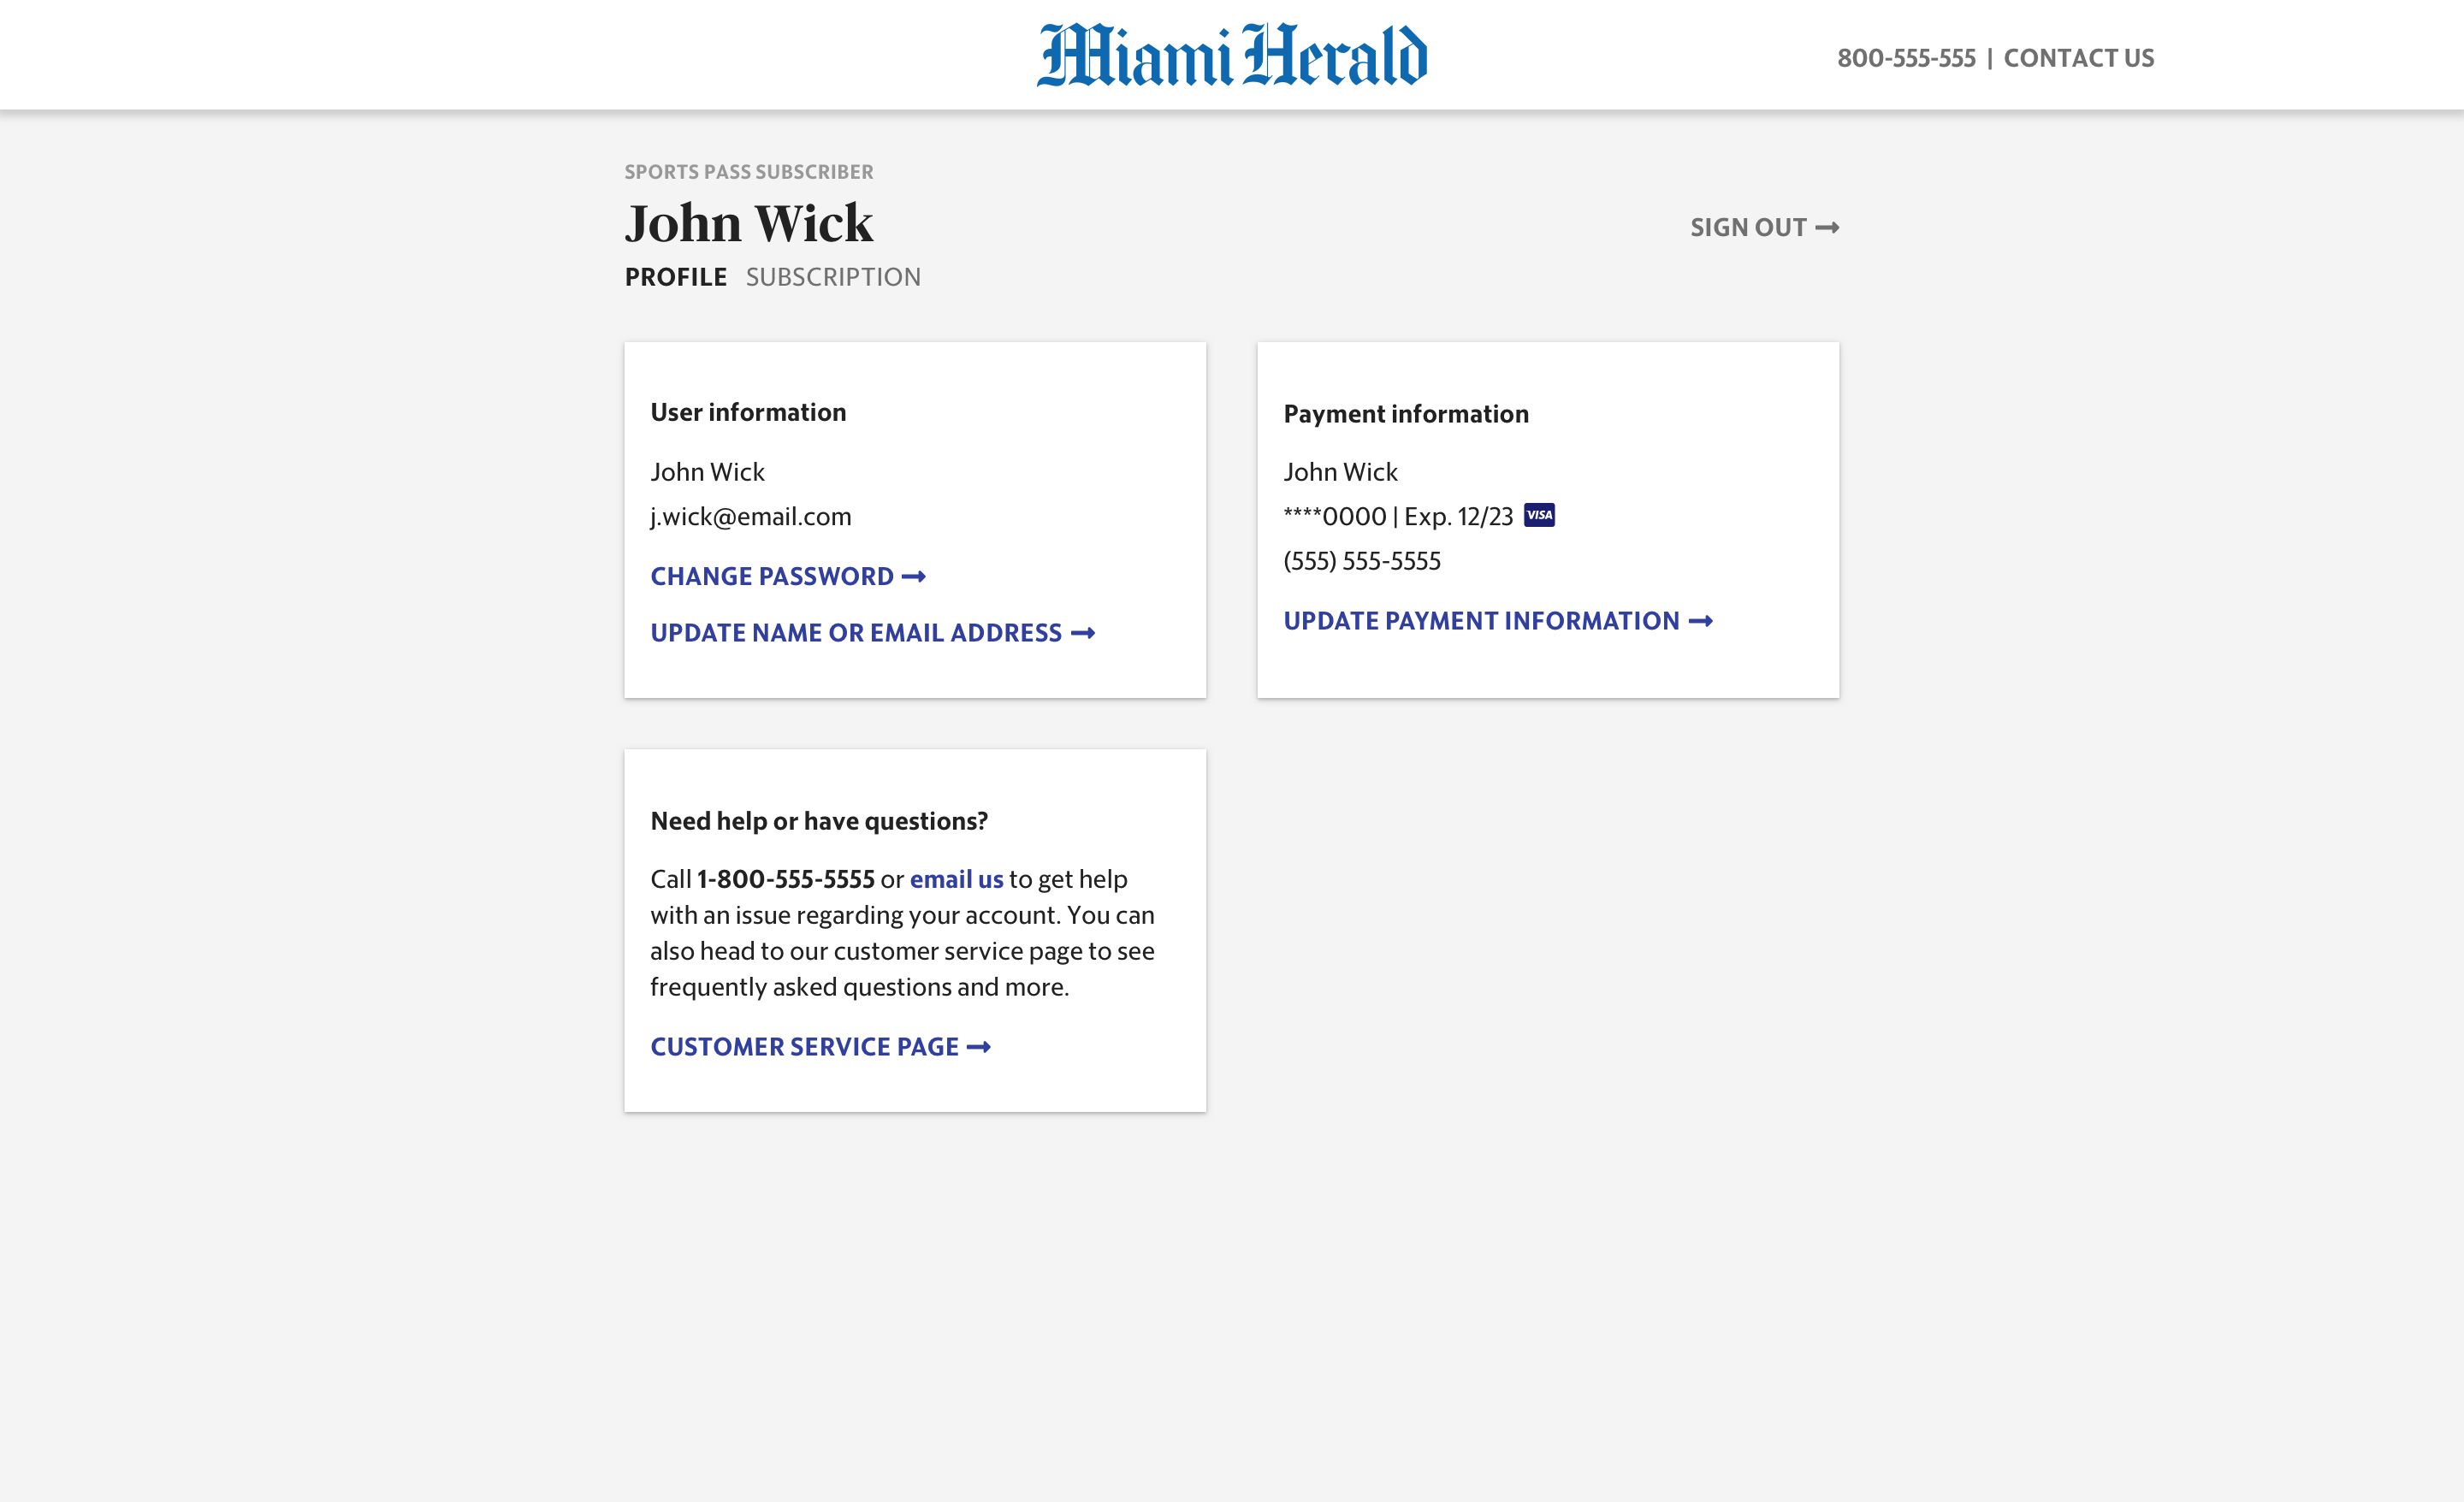 Miami Herald
800-555-555 | CONTACT US
SPORTS PASS SUBSCRIBER
John Wick
SIGN OUT
PROFILE SUBSCRIPTION
User information
John Wick
j.wick@email.com
CHANGE PASSWORD
UPDATE NAME OR EMAIL ADDRESS
Payment information
John Wick
****0000 | Exp. 12/23 VISA
(555) 555-5555
UPDATE PAYMENT INFORMATION
Need help or have questions?
Call 1-800-555-5555 or email us to get help
with an issue regarding your account. You can
also head to our customer service page to see
frequently asked questions and more.
CUSTOMER SERVICE PAGE